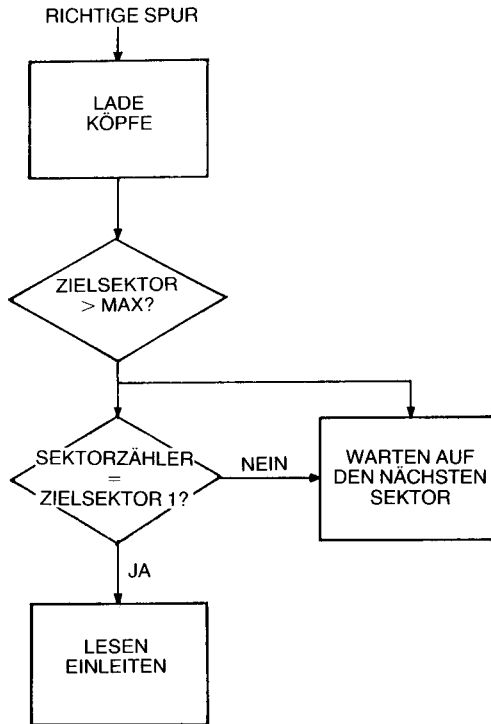 RICHTIGE SPUR
LADE
KÖPFE
ZIELSEKTOR
> MAX?
SEKTORZÄHLER
=
ZIELSEKTOR 1?
NEIN
WARTEN AUF
DEN NÄCHSTEN
SEKTOR
JA
LESEN
EINLEITEN